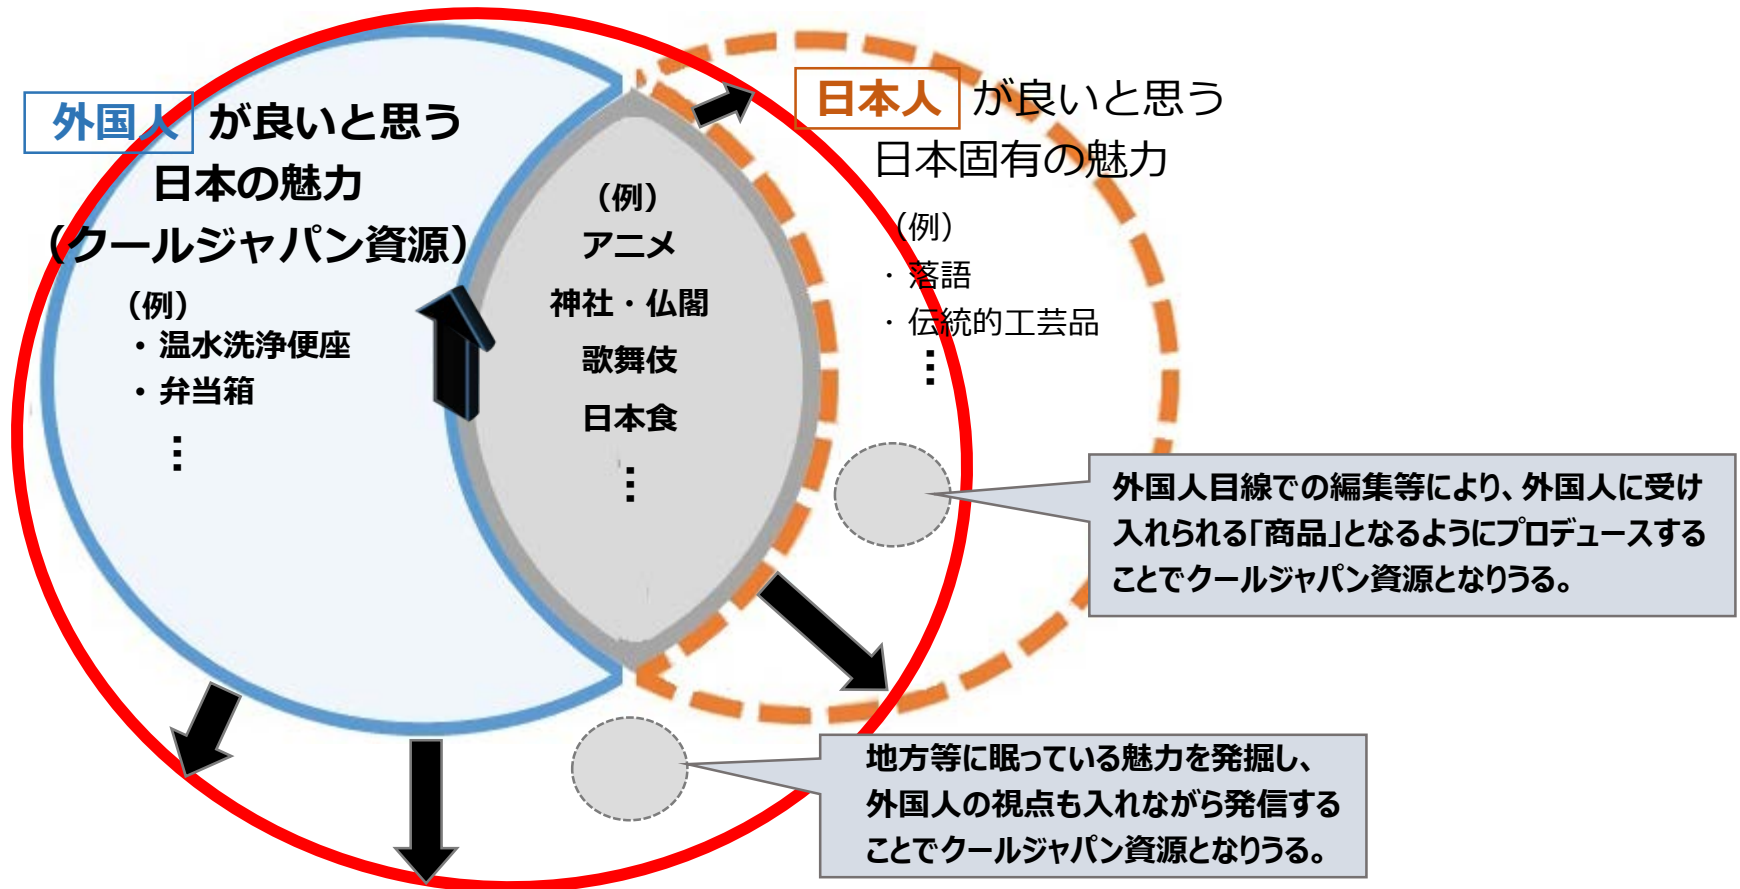 外国人 が良いと思う
日本の魅力
（クールジャパン資源）
（例）
・温水洗浄便座
・弁当箱
…
（例）
アニメ
神社・仏閣
歌舞伎
日本食
…
日本人 が良いと思う
日本固有の魅力
（例）
・落語
・伝統的工芸品
…
外国人目線での編集等により、外国人に受け
入れられる「商品」となるようにプロデュースする
ことでクールジャパン資源となりうる。
地方等に眠っている魅力を発掘し、
外国人の視点も入れながら発信する
ことでクールジャパン資源となりうる。